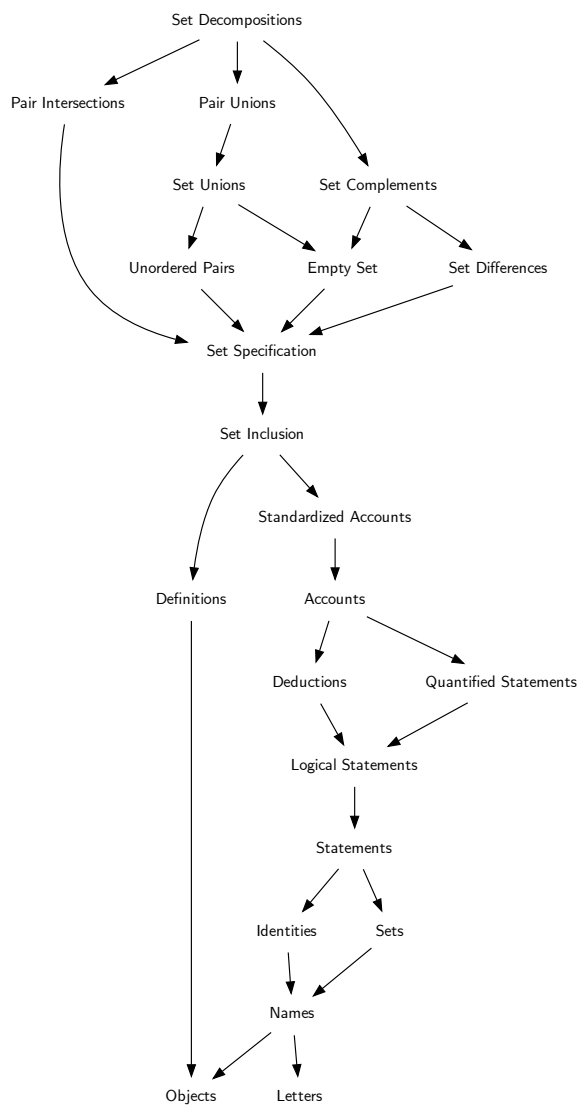 Set Decompositions
Pair Intersections
Pair Unions
Set Unions
Set Complements
Unordered Pairs
Empty Set
Set Differences
Set Specification
Set Inclusion
Standardized Accounts
Definitions
Accounts
Deductions
Quantified Statements
Logical Statements
Statements
Identities
Sets
Names
Objects
Letters